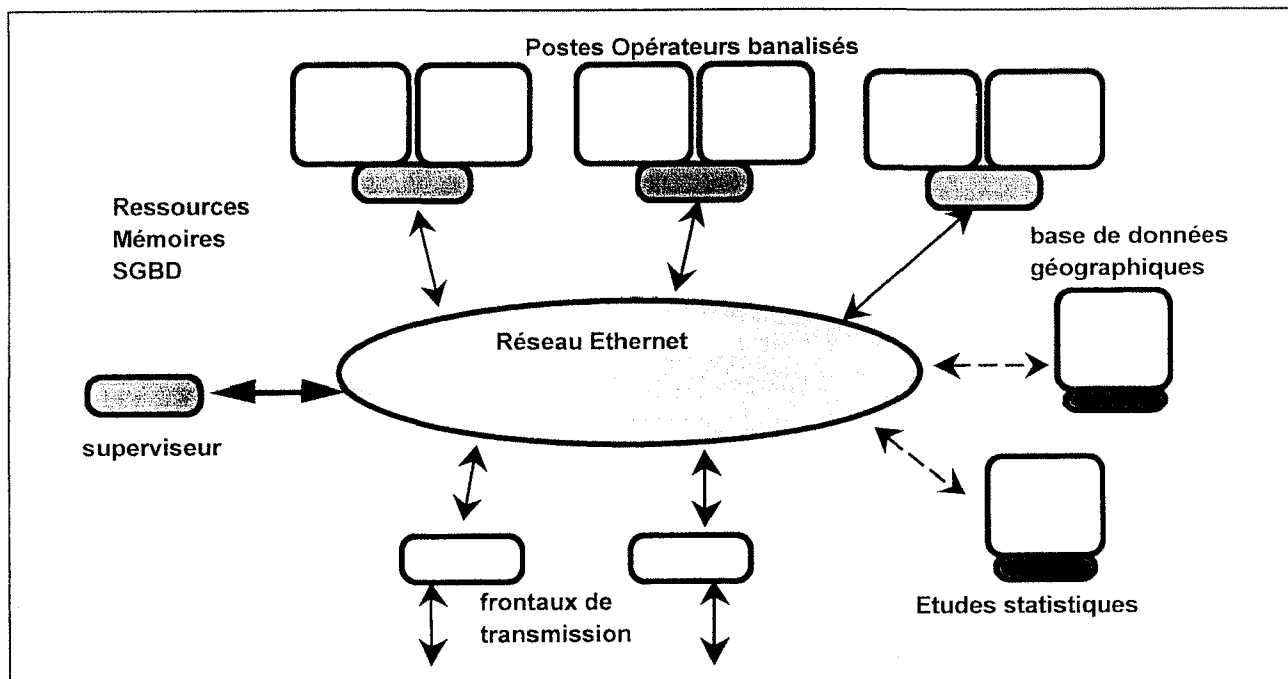 Postes Opérateurs banalisés
Ressources
Mémoires
SGBD
base de données
géographiques
Réseau Ethernet
superviseur
frontaux de
transmission
Etudes statistiques